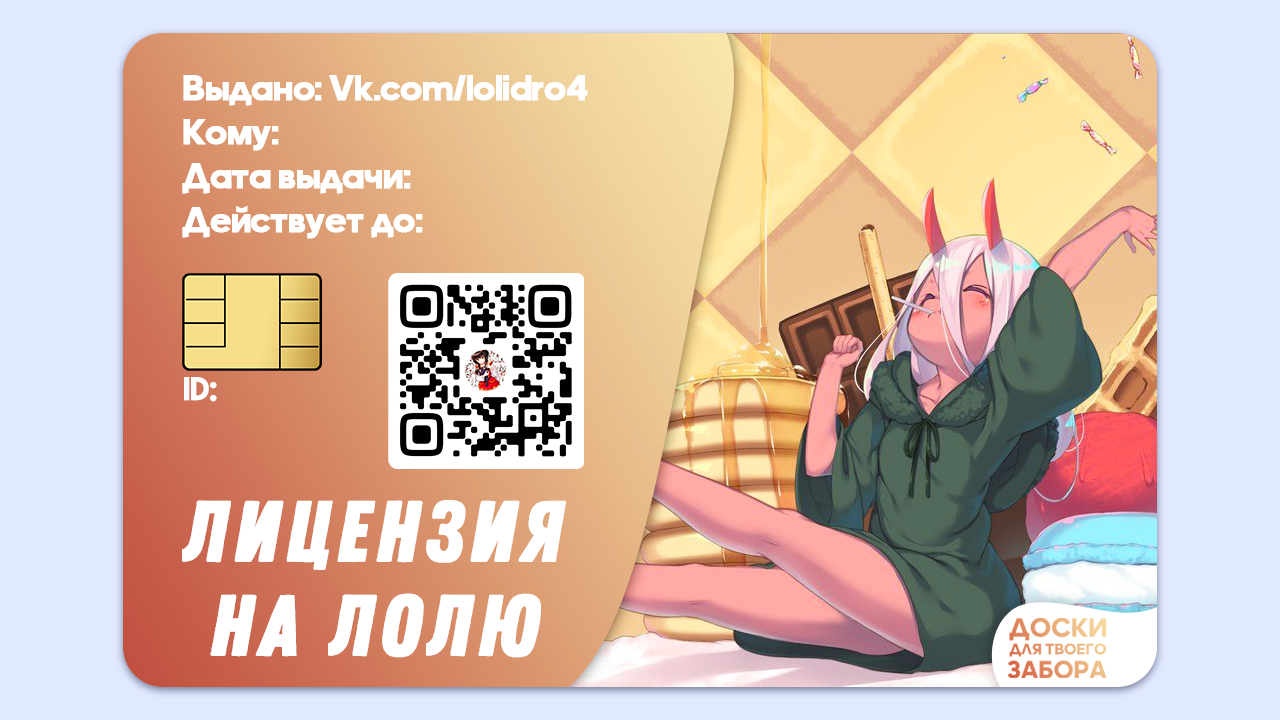 Выдано: Vk.com/lolidro4
Кому:
Дата выдачи:
Действует до:
ID:
ЛИЦЕНЗИЯ
НА ЛОЛЮ
ДОСКИ
ДЛЯ ТВОЕГО
ЗАБОРА